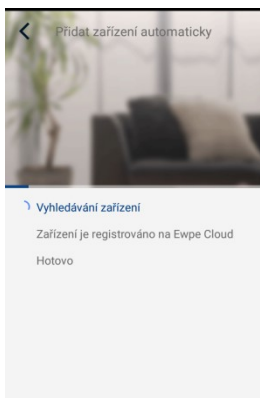 Přidat zařízení automaticky
Vyhledávání zařízení
Zařízení je registrováno na Ewpe Cloud
Hotovo